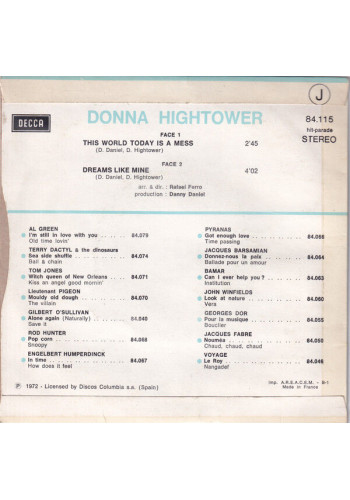 J
DECCA
DONNA HIGHTOWER
84.115
hit-parade
STEREO
FACE 1
THIS WORLD TODAY IS A MESS 2'45
(D. Daniel, D. Hightower)
FACE 2
DREAMS LIKE MINE 4'02
(D. Daniel, D. Hightower)
arr. & dir. : Rafael Ferro
production : Danny Daniel
AL GREEN
I'm still in love with you 84.079
Old time lovin'
TERRY DACTYL & the dinosaurs
Sea side shuffle 84.074
Ball & chain
TOM JONES
Witch queen of New Orleans 84.071
Kiss an angel good mornin'
Lieutenant PIGEON
Mouldy old dough 84.070
The villain
GILBERT O'SULLIVAN
Alone again (Naturally) 84.046
Save it
ROD HUNTER
Pop corn 84.068
Snoopy
ENGELBERT HUMPERDINCK
In time 84.067
How does it feel
PYRANAS
Got enough love 84.066
Time passing
JACQUES BARSAMIAN
Donnez-nous la paix 84.064
Ballade pour un amour
BAMAR
Can I ever help you? 84.063
Institution
JOHN WINFIELDS
Look at nature 84.060
Vera
GEORGES DOR
Pour la musique 84.055
Bouclier
JACQUES FABRE
Nouméa 84.050
Chaud, chaud, chaud
VOYAGE
Le Roy 84.046
Nangadef
Ⓟ 1972 - Licensed by Discos Columbia s.a. (Spain)
Imp. A.R.E.A.C.E.M. - B-1
Made in France